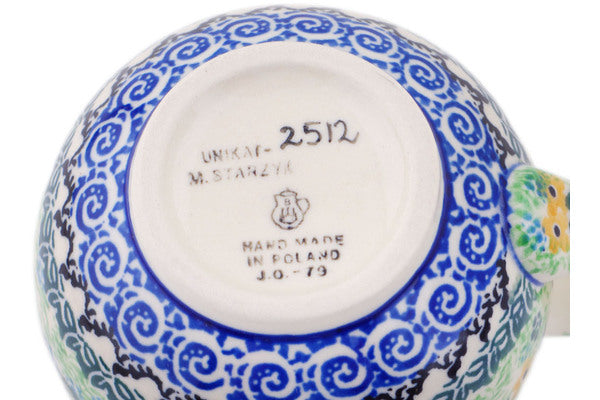 UNIKAT- 2512
M. STARZYK
HAND MADE
IN POLAND
J.O.-79